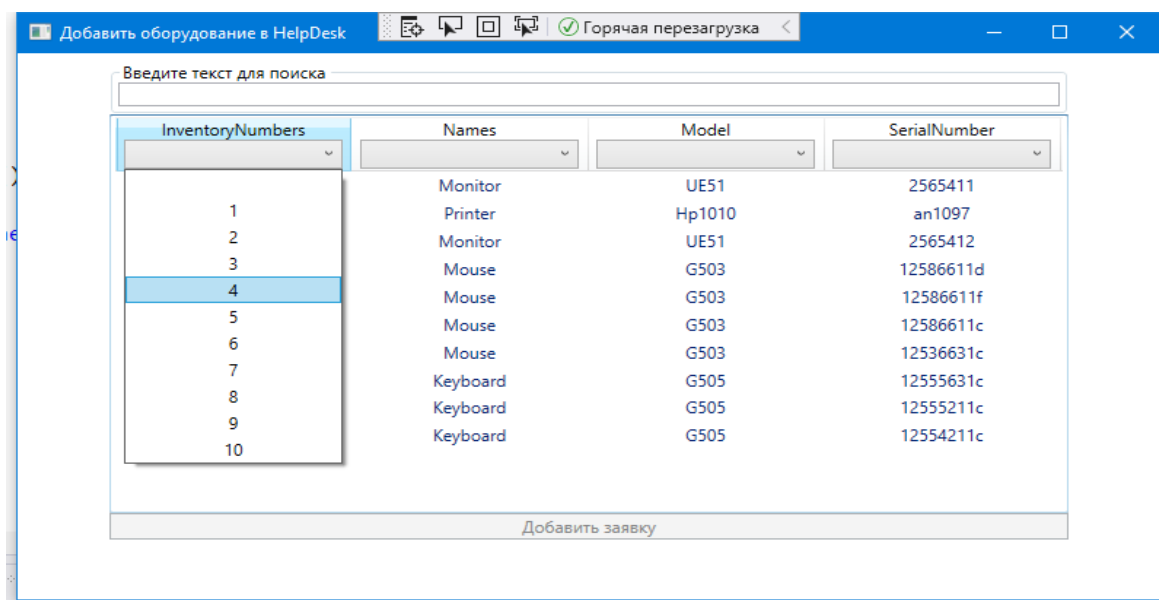 Добавить оборудование в HelpDesk
Горячая перезагрузка
Введите текст для поиска
InventoryNumbers Names Model SerialNumber
Monitor UE51 2565411
1 Printer Hp1010 an1097
2 Monitor UE51 2565412
3 Mouse G503 12586611d
4 Mouse G503 12586611f
5 Mouse G503 12586611c
6 Mouse G503 12536631c
7 Keyboard G505 12555631c
8 Keyboard G505 12555211c
9 Keyboard G505 12554211c
10
Добавить заявку